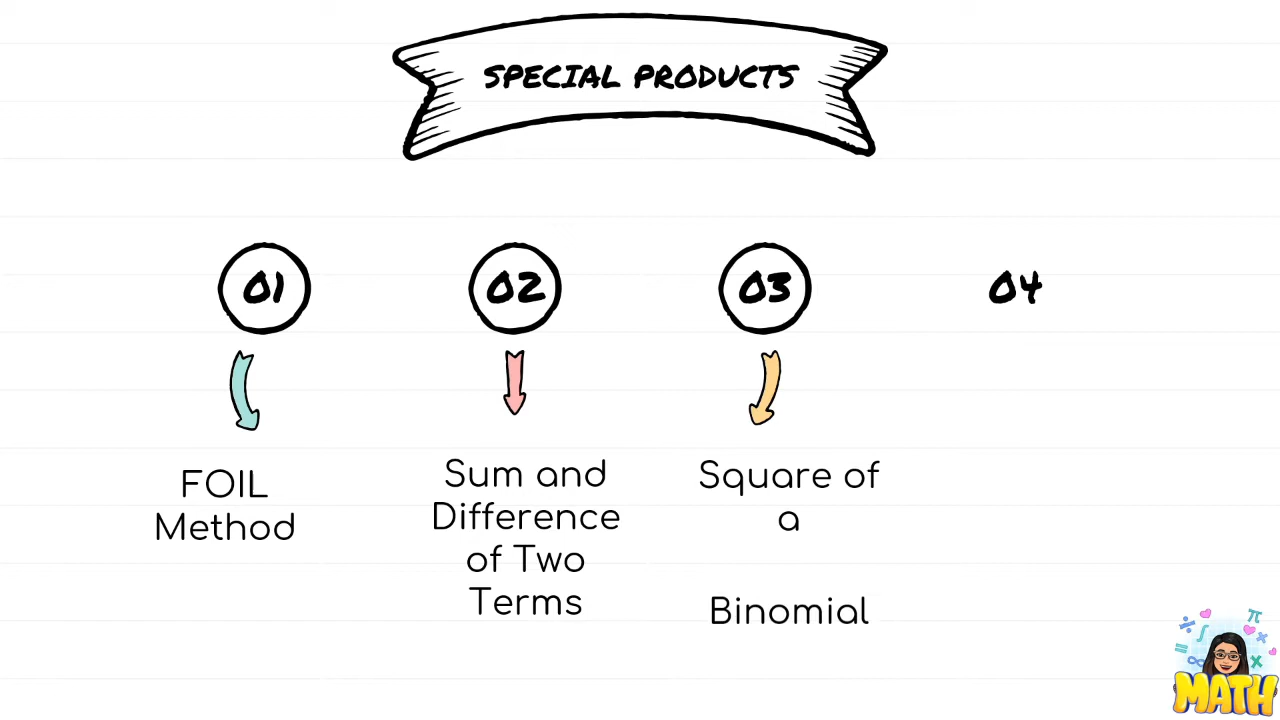 SPECIAL PRODUCTS
01
02
03
04
FOIL
Method
Sum and
Difference
of Two
Terms
Square of
a
Binomial
MATH